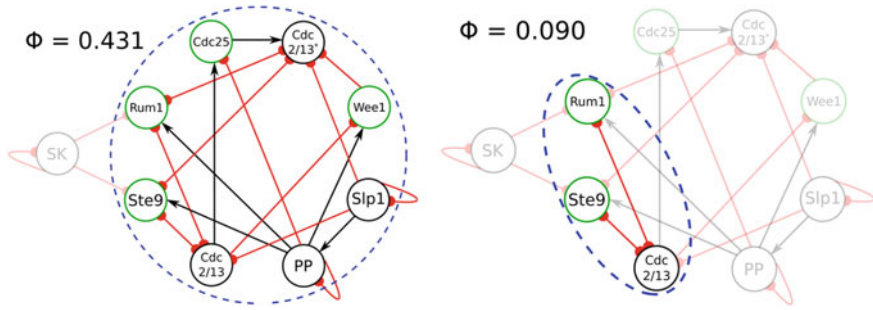 Φ = 0.431
Cdc25
Cdc
2/13*
Rum1
Wee1
SK
Ste9
Slp1
Cdc
2/13
PP
Φ = 0.090
Cdc25
Cdc
2/13*
Rum1
Wee1
SK
Ste9
Slp1
Cdc
2/13
PP